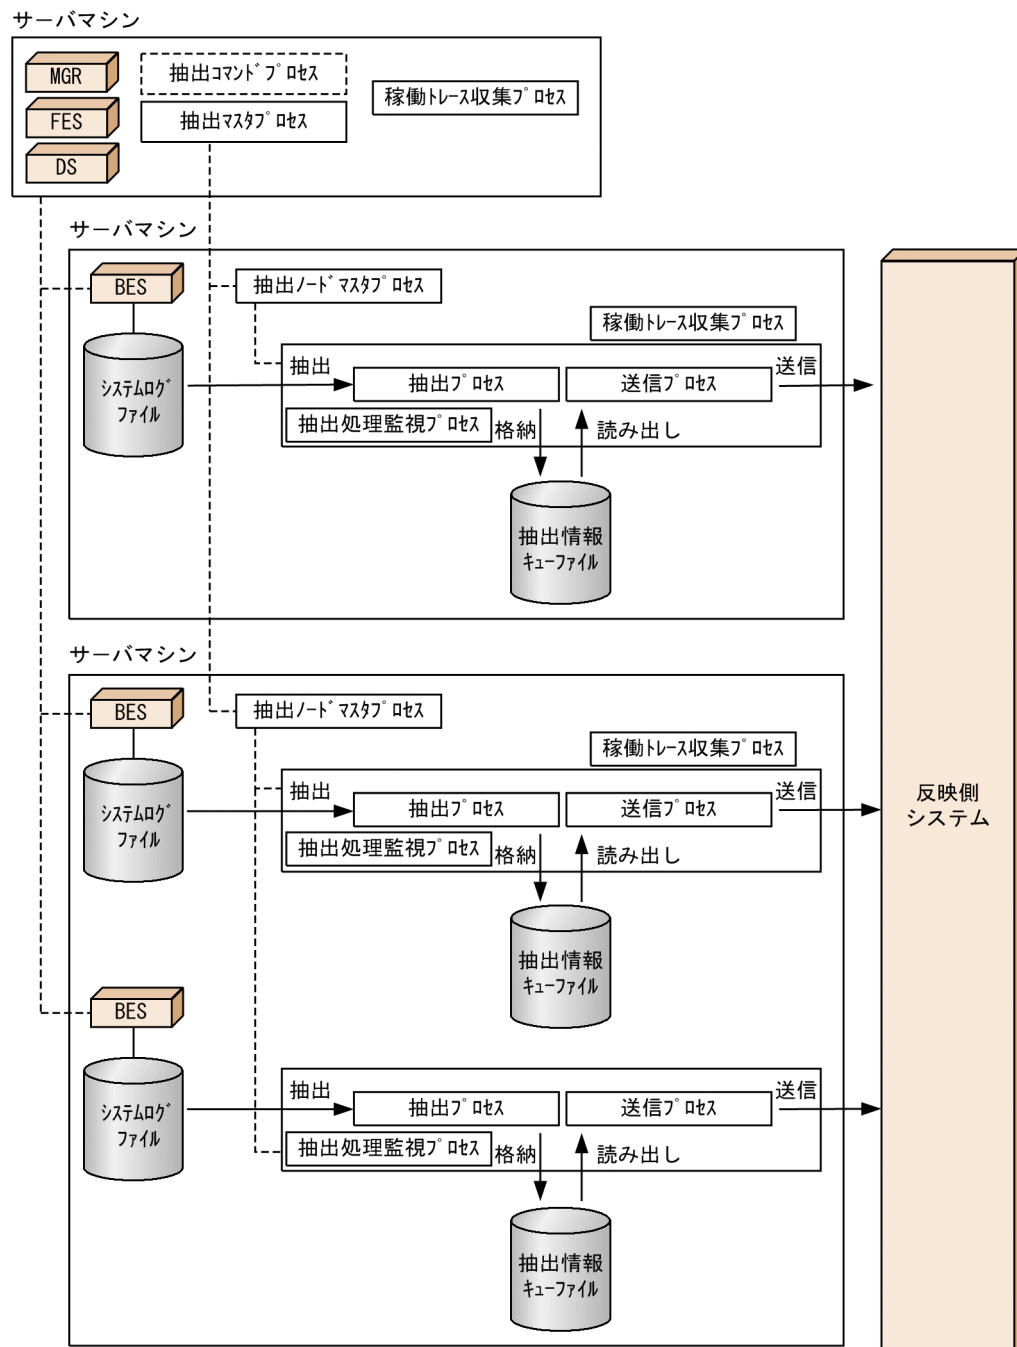 サーバマシン
MGR
抽出ｺﾏﾝﾄﾞﾌﾟﾛｾｽ
稼働ﾄﾚｰｽ収集ﾌﾟﾛｾｽ
FES
抽出ﾏｽﾀﾌﾟﾛｾｽ
DS
サーバマシン
BES
抽出ﾉｰﾄﾞﾏｽﾀﾌﾟﾛｾｽ
稼働ﾄﾚｰｽ収集ﾌﾟﾛｾｽ
ｼｽﾃﾑﾛｸﾞ
ﾌｧｲﾙ
抽出
抽出ﾌﾟﾛｾｽ
送信ﾌﾟﾛｾｽ
送信
抽出処理監視ﾌﾟﾛｾｽ
格納
読み出し
抽出情報
ｷｭｰﾌｧｲﾙ
サーバマシン
BES
抽出ﾉｰﾄﾞﾏｽﾀﾌﾟﾛｾｽ
稼働ﾄﾚｰｽ収集ﾌﾟﾛｾｽ
ｼｽﾃﾑﾛｸﾞ
ﾌｧｲﾙ
抽出
抽出ﾌﾟﾛｾｽ
送信ﾌﾟﾛｾｽ
送信
抽出処理監視ﾌﾟﾛｾｽ
格納
読み出し
抽出情報
ｷｭｰﾌｧｲﾙ
BES
ｼｽﾃﾑﾛｸﾞ
ﾌｧｲﾙ
抽出
抽出ﾌﾟﾛｾｽ
送信ﾌﾟﾛｾｽ
送信
抽出処理監視ﾌﾟﾛｾｽ
格納
読み出し
抽出情報
ｷｭｰﾌｧｲﾙ
反映側
システム